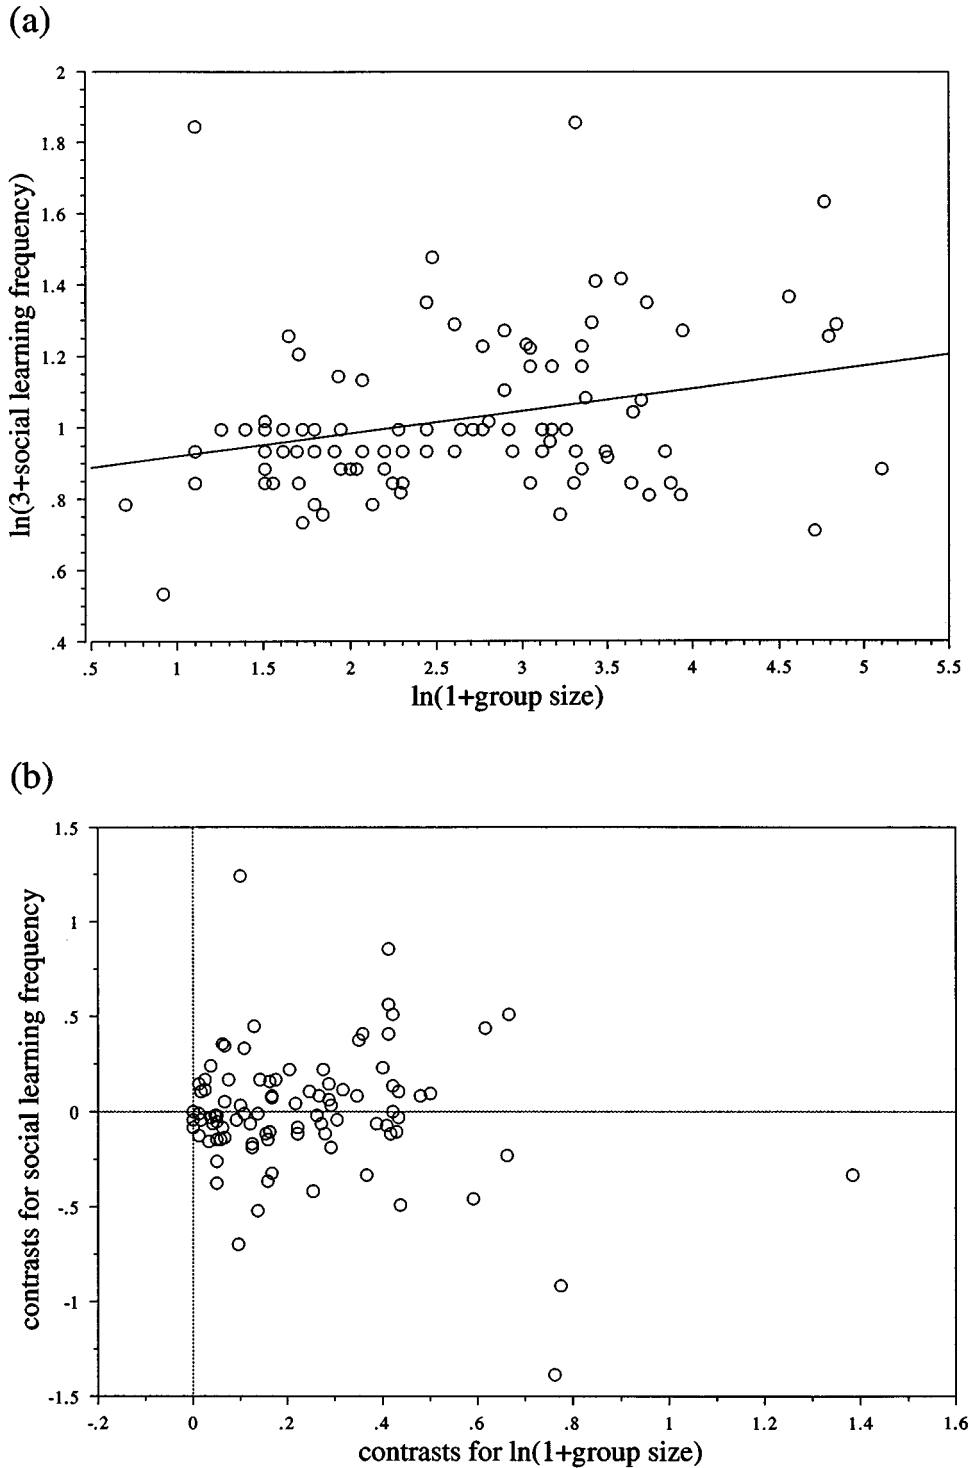 (a)
2
1.8
1.6
1.4
1.2
1
.8
.6
.4
ln(3+social learning frequency)
.5 1 1.5 2 2.5 3 3.5 4 4.5 5 5.5
ln(1+group size)
(b)
1.5
1
.5
0
-.5
-1
-1.5
contrasts for social learning frequency
-.2 0 .2 .4 .6 .8 1 1.2 1.4 1.6
contrasts for ln(1+group size)